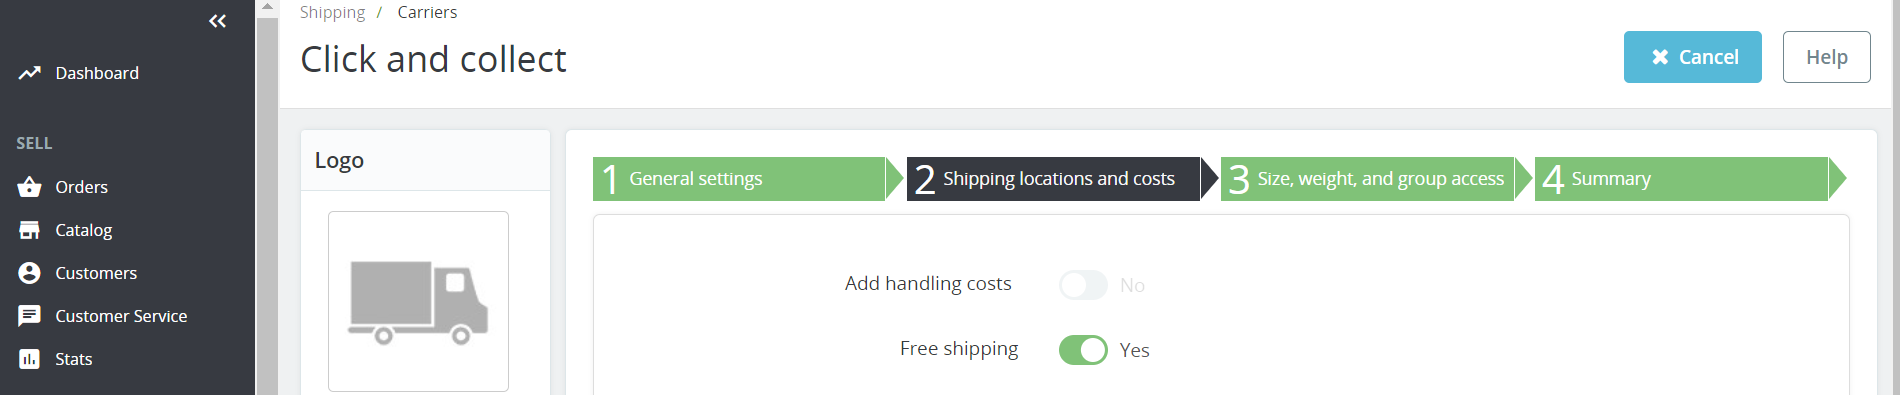 Shipping / Carriers
Click and collect
Cancel
Help
Dashboard
SELL
Orders
Catalog
Customers
Customer Service
Stats
Logo
1 General settings
2 Shipping locations and costs
3 Size, weight, and group access
4 Summary
Add handling costs No
Free shipping Yes